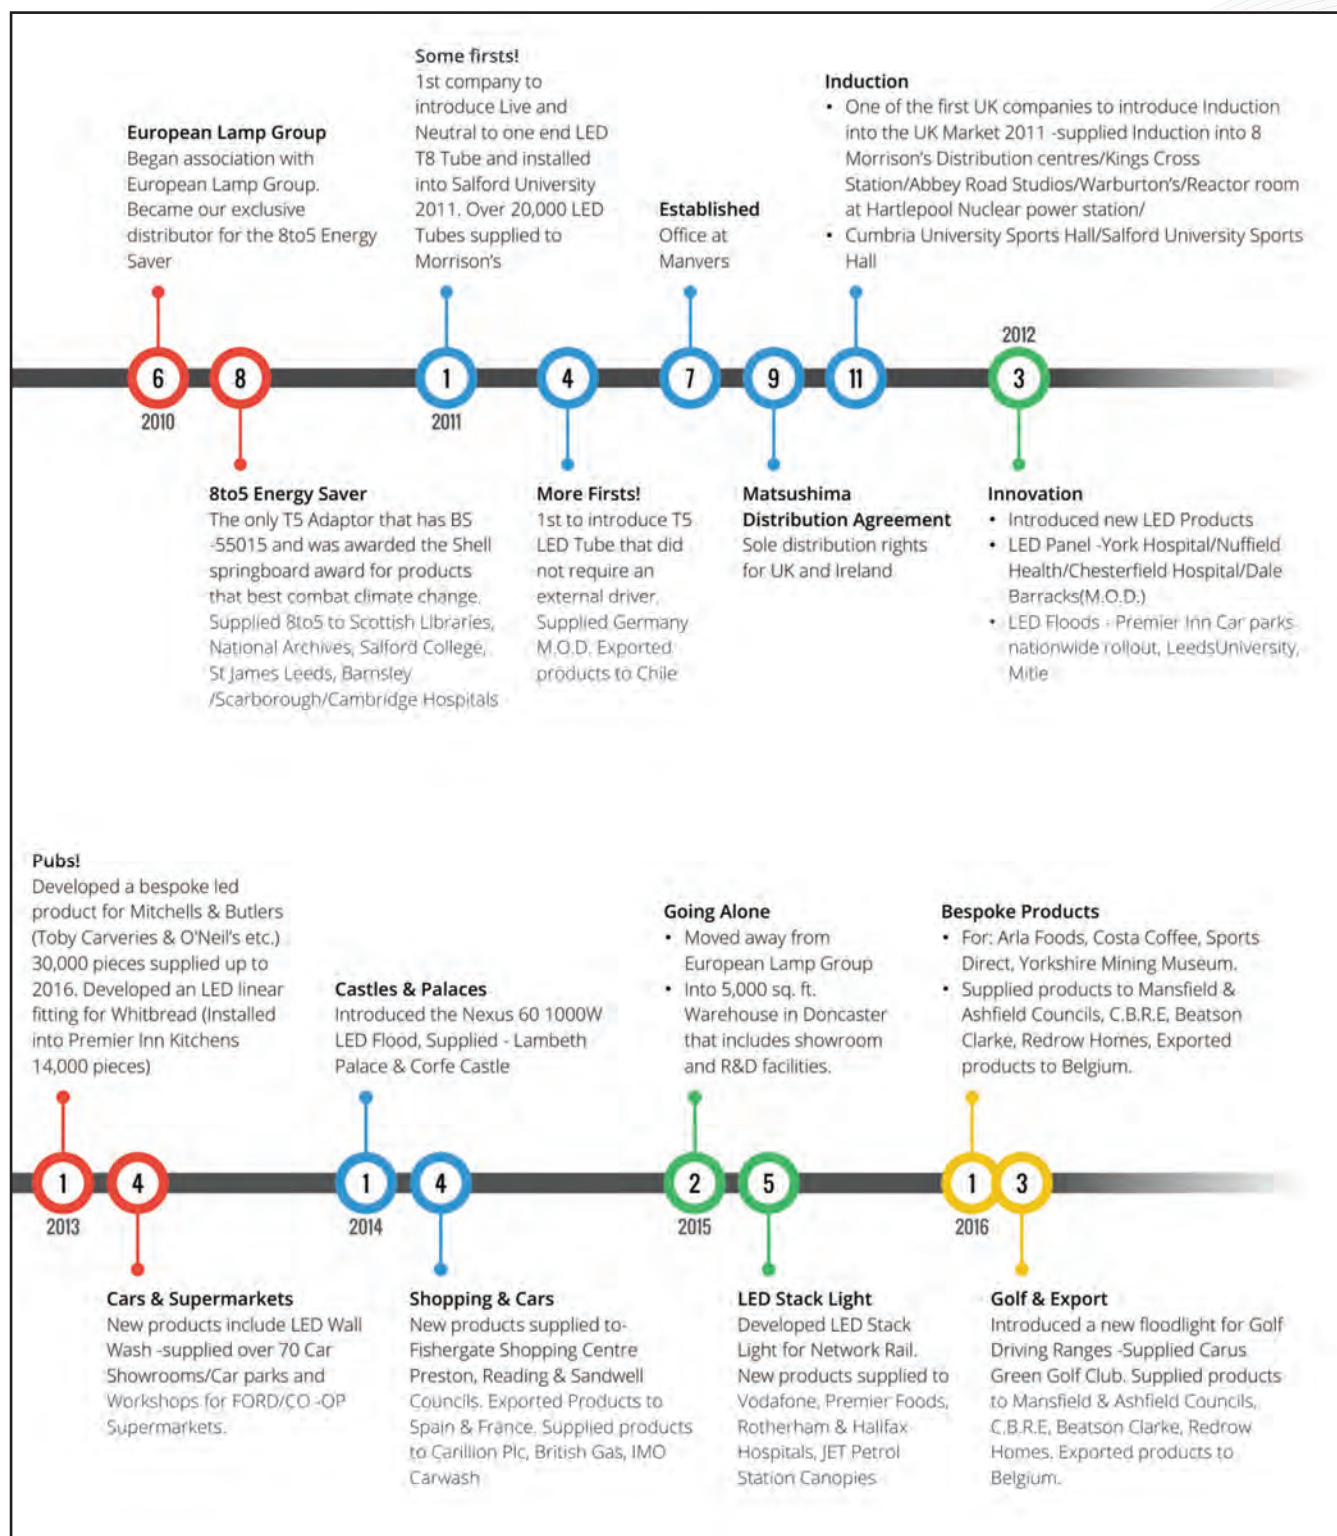 European Lamp Group
Began association with
European Lamp Group.
Became our exclusive
distributor for the 8to5 Energy
Saver
Some firsts!
1st company to
introduce Live and
Neutral to one end LED
T8 Tube and installed
into Salford University
2011. Over 20,000 LED
Tubes supplied to
Morrison's
Established
Office at
Manvers
Induction
• One of the first UK companies to introduce Induction
into the UK Market 2011 -supplied Induction into 8
Morrison's Distribution centres/Kings Cross
Station/Abbey Road Studios/Warburton's/Reactor room
at Hartlepool Nuclear power station/
• Cumbria University Sports Hall/Salford University Sports
Hall
2012
6
8
1
4
7
9
11
3
2010
2011
8to5 Energy Saver
The only T5 Adaptor that has BS
-55015 and was awarded the Shell
springboard award for products
that best combat climate change.
Supplied 8to5 to Scottish Libraries,
National Archives, Salford College,
St James Leeds, Barnsley
/Scarborough/Cambridge Hospitals
More Firsts!
1st to introduce T5
LED Tube that did
not require an
external driver.
Supplied Germany
M.O.D. Exported
products to Chile
Matsushima
Distribution Agreement
Sole distribution rights
for UK and Ireland
Innovation
• Introduced new LED Products
• LED Panel -York Hospital/Nuffield
Health/Chesterfield Hospital/Dale
Barracks(M.O.D.)
• LED Floods - Premier Inn Car parks
nationwide rollout, LeedsUniversity,
Mitie
Pubs!
Developed a bespoke led
product for Mitchells & Butlers
(Toby Carveries & O'Neil's etc.)
30,000 pieces supplied up to
2016. Developed an LED linear
fitting for Whitbread (Installed
into Premier Inn Kitchens
14,000 pieces)
Castles & Palaces
Introduced the Nexus 60 1000W
LED Flood, Supplied - Lambeth
Palace & Corfe Castle
Going Alone
• Moved away from
European Lamp Group
• Into 5,000 sq. ft.
Warehouse in Doncaster
that includes showroom
and R&D facilities.
Bespoke Products
• For: Arla Foods, Costa Coffee, Sports
Direct, Yorkshire Mining Museum.
• Supplied products to Mansfield &
Ashfield Councils, C.B.R.E, Beatson
Clarke, Redrow Homes, Exported
products to Belgium.
1
4
1
4
2
5
1
3
2013
2014
2015
2016
Cars & Supermarkets
New products include LED Wall
Wash -supplied over 70 Car
Showrooms/Car parks and
Workshops for FORD/CO -OP
Supermarkets.
Shopping & Cars
New products supplied to-
Fishergate Shopping Centre
Preston, Reading & Sandwell
Councils. Exported Products to
Spain & France. Supplied products
to Carillion Plc, British Gas, IMO
Carwash
LED Stack Light
Developed LED Stack
Light for Network Rail.
New products supplied to
Vodafone, Premier Foods,
Rotherham & Halifax
Hospitals, JET Petrol
Station Canopies
Golf & Export
Introduced a new floodlight for Golf
Driving Ranges -Supplied Carus
Green Golf Club. Supplied products
to Mansfield & Ashfield Councils,
C.B.R.E, Beatson Clarke, Redrow
Homes. Exported products to
Belgium.